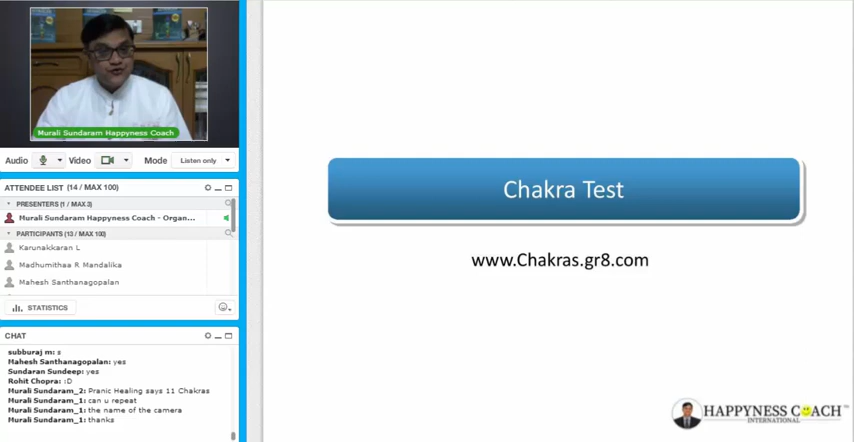 Murali Sundaram Happyness Coach
Audio Video Mode Listen only
ATTENDEE LIST (14 / MAX 100)
PRESENTERS (1 / MAX 3)
Murali Sundaram Happyness Coach - Organ...
PARTICIPANTS (13 / MAX 100)
Karunakkaran L
Madhumithaa R Mandalika
Mahesh Santhanagopalan
STATISTICS
CHAT
subburaj m: s
Mahesh Santhanagopalan: yes
Sundaran Sundeep: yes
Rohit Chopra: :D
Murali Sundaram_2: Pranic Healing says 11 Chakras
Murali Sundaram_1: can u repeat
Murali Sundaram_1: the name of the camera
Murali Sundaram_1: thanks
Chakra Test
www.Chakras.gr8.com
HAPPYNESS COACH
INTERNATIONAL